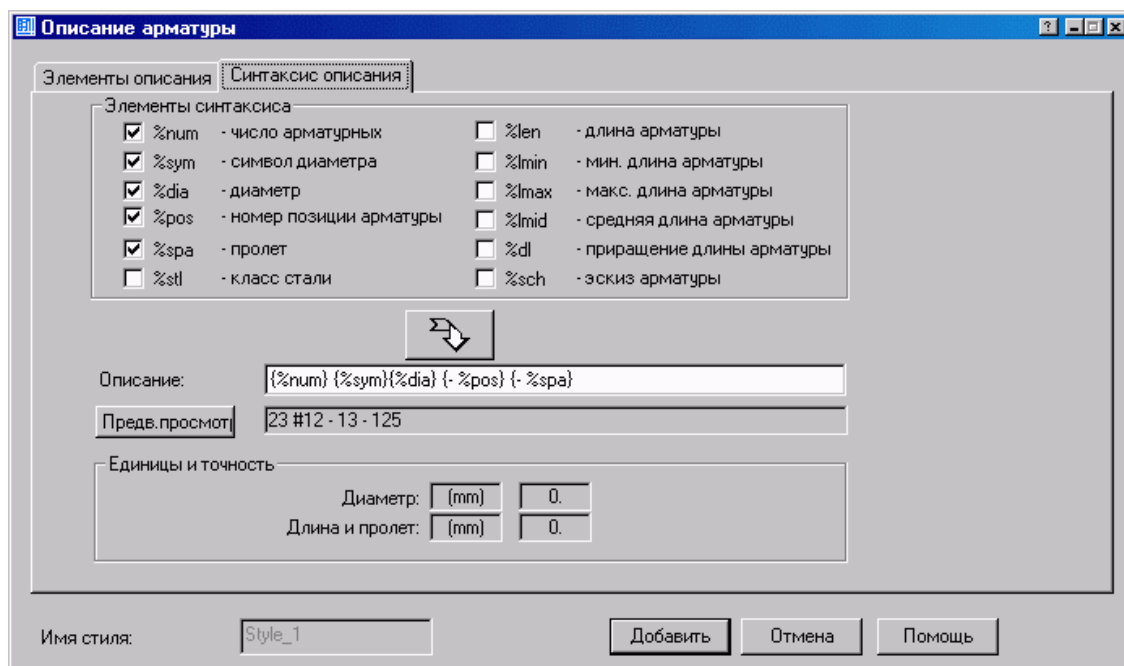 Описание арматуры
Элементы описания Синтаксис описания
Элементы синтаксиса
%num - число арматурных
%sym - символ диаметра
%dia - диаметр
%pos - номер позиции арматуры
%spa - пролет
%stl - класс стали
%len - длина арматуры
%lmin - мин. длина арматуры
%lmax - макс. длина арматуры
%lmid - средняя длина арматуры
%dl - приращение длины арматуры
%sch - эскиз арматуры
Описание: {%num} {%sym}{%dia} {- %pos} {- %spa}
Предв.просмот 23 #12 - 13 - 125
Единицы и точность
Диаметр: (mm) 0.
Длина и пролет: (mm) 0.
Имя стиля: Style_1 Добавить Отмена Помощь